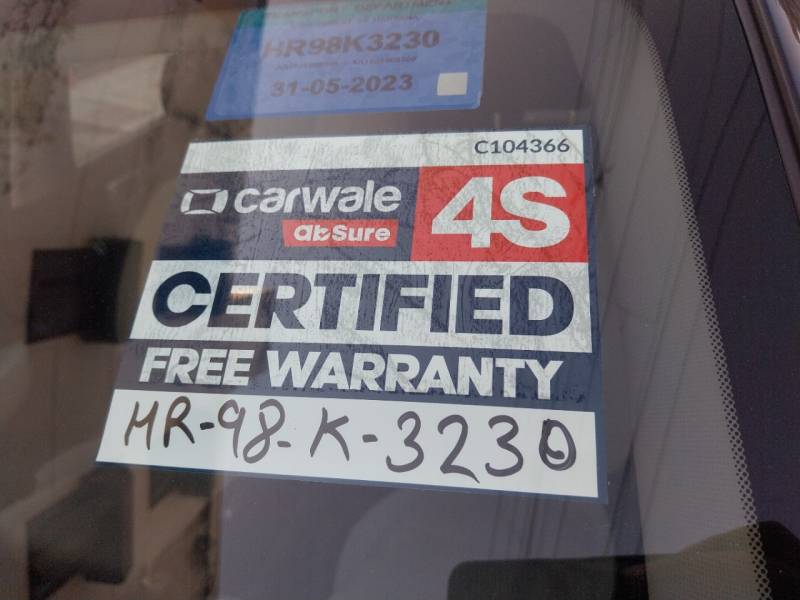 HR98K3230
31-05-2023
C104366
carwale
abSure
4S
CERTIFIED
FREE WARRANTY
HR-98-K-3230